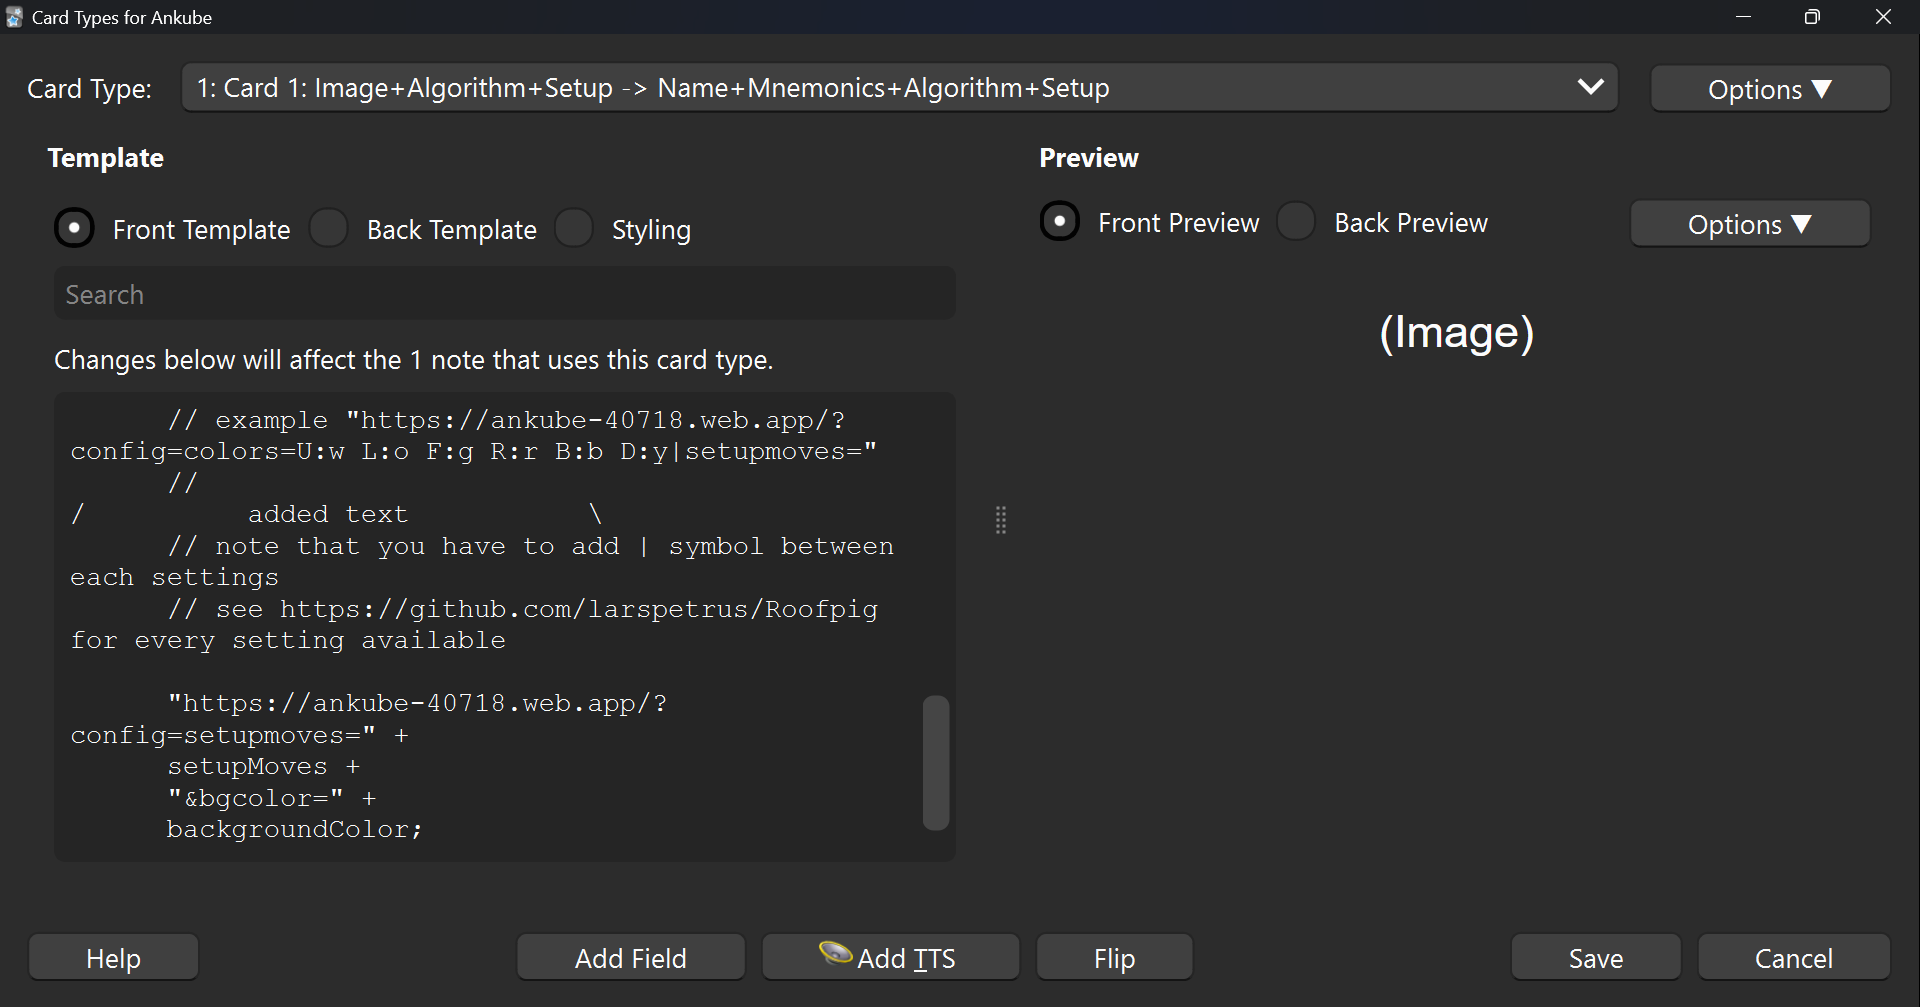 Card Types for Ankube
Card Type: 1: Card 1: Image+Algorithm+Setup -> Name+Mnemonics+Algorithm+Setup Options ▼
Template Preview
Front Template Back Template Styling Front Preview Back Preview Options ▼
Search
(Image)
Changes below will affect the 1 note that uses this card type.
// example "https://ankube-40718.web.app/?
config=colors=U:w L:o F:g R:r B:b D:y|setupmoves="
//
/ added text \
// note that you have to add | symbol between
each settings
// see https://github.com/larspetrus/Roofpig
for every setting available
"https://ankube-40718.web.app/?
config=setupmoves=" +
setupMoves +
"&bgcolor=" +
backgroundColor;
Help Add Field Add TTS Flip Save Cancel